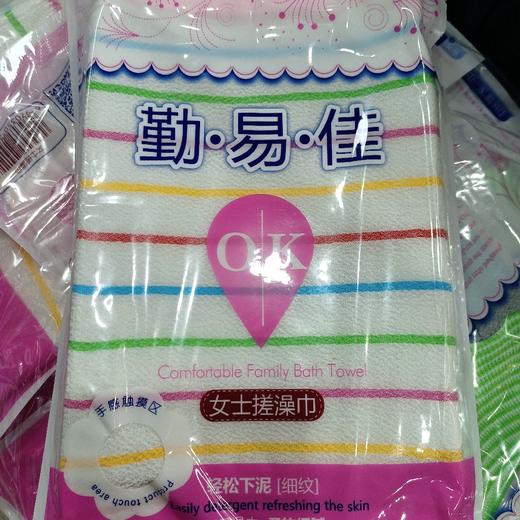 勤·易·佳
O K
Comfortable Family Bath Towel
女士搓澡巾
手感触摸区
Product touch area
轻松下泥 [细纹]
Easily detergent refreshing the skin